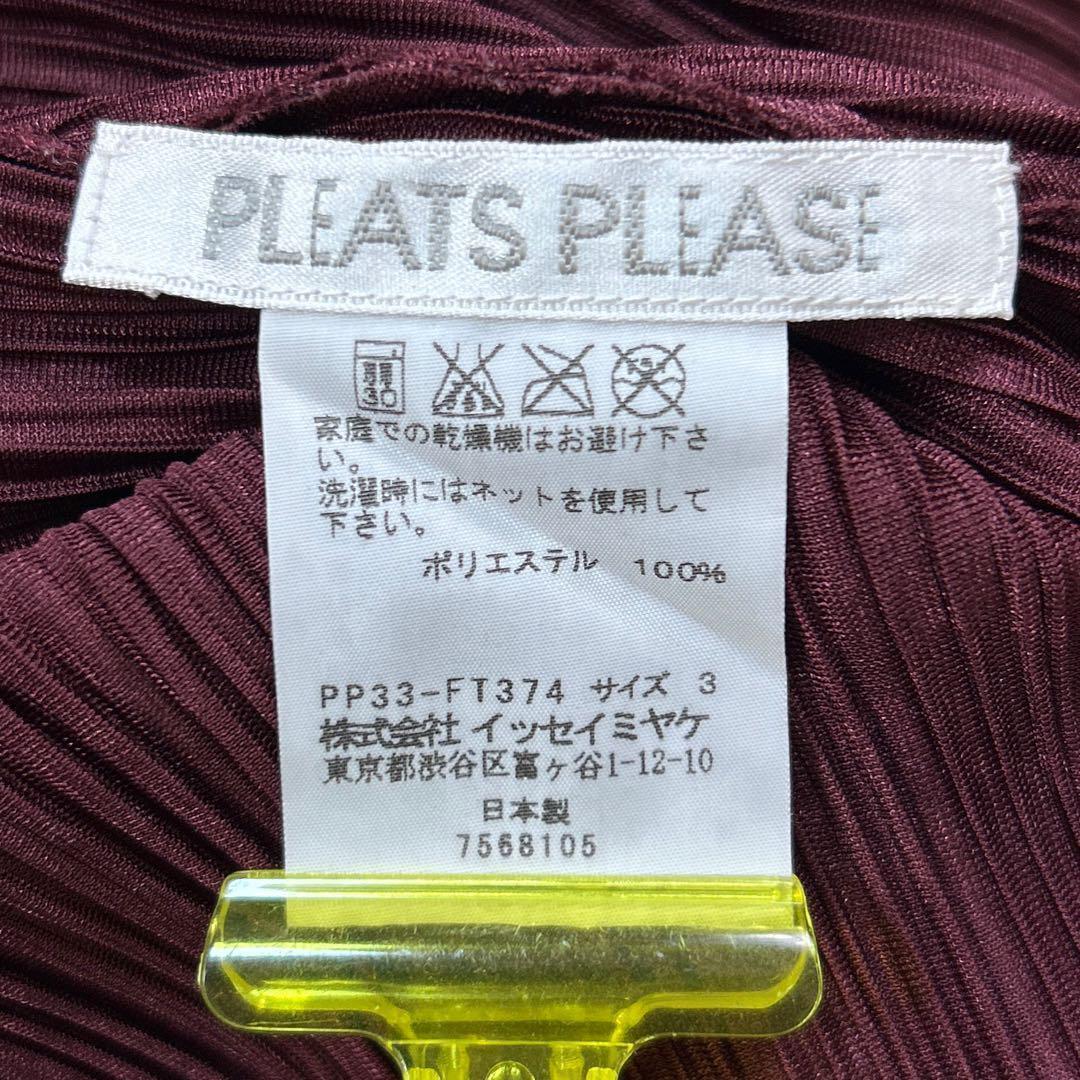 PLEATS PLEASE
弱
30
家庭での乾燥機はお避け下さ
い。
洗濯時にはネットを使用して
下さい。
ポリエステル 100%
PP33-FT374 サイズ 3
株式会社 イッセイミヤケ
東京都渋谷区富ヶ谷1-12-10
日本製
7568105